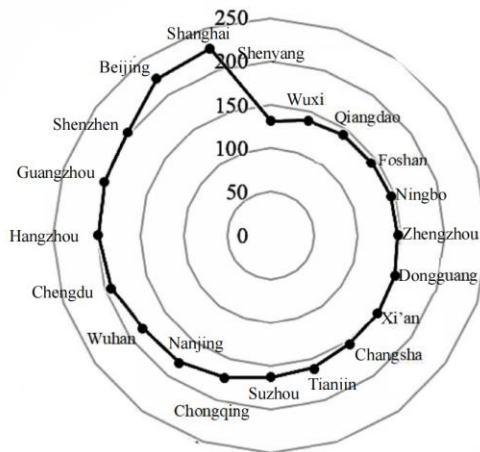 250
Shanghai
200
Shenyang
Beijing
150
Wuxi
Qiangdao
Shenzhen
100
Foshan
Guangzhou
50
Ningbo
Hangzhou
0
Zhengzhou
Chengdu
Dongguang
Wuhan
Xi'an
Nanjing
Changsha
Chongqing
Suzhou
Tianjin